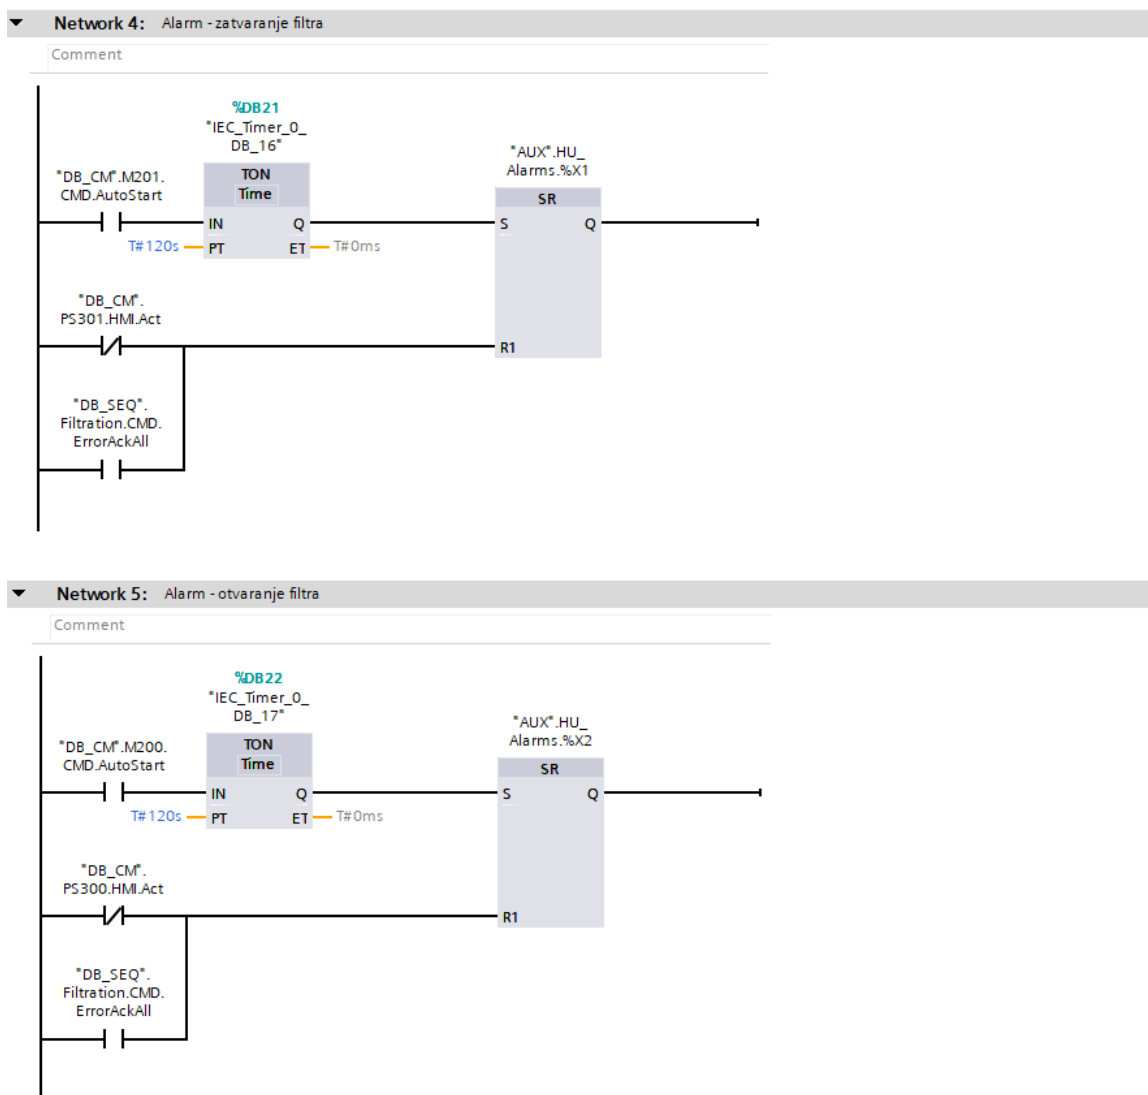 Network 4: Alarm - zatvaranje filtra
Comment
%DB21
"IEC_Timer_0_
DB_16"
TON
Time
"DB_CM".M201.
CMD.AutoStart
IN
Q
T#120s
PT
ET
T#0ms
"AUX".HU_
Alarms.%X1
SR
S
Q
"DB_CM".
PS301.HMI.Act
R1
"DB_SEQ".
Filtration.CMD.
ErrorAckAll
Network 5: Alarm - otvaranje filtra
Comment
%DB22
"IEC_Timer_0_
DB_17"
TON
Time
"DB_CM".M200.
CMD.AutoStart
IN
Q
T#120s
PT
ET
T#0ms
"AUX".HU_
Alarms.%X2
SR
S
Q
"DB_CM".
PS300.HMI.Act
R1
"DB_SEQ".
Filtration.CMD.
ErrorAckAll